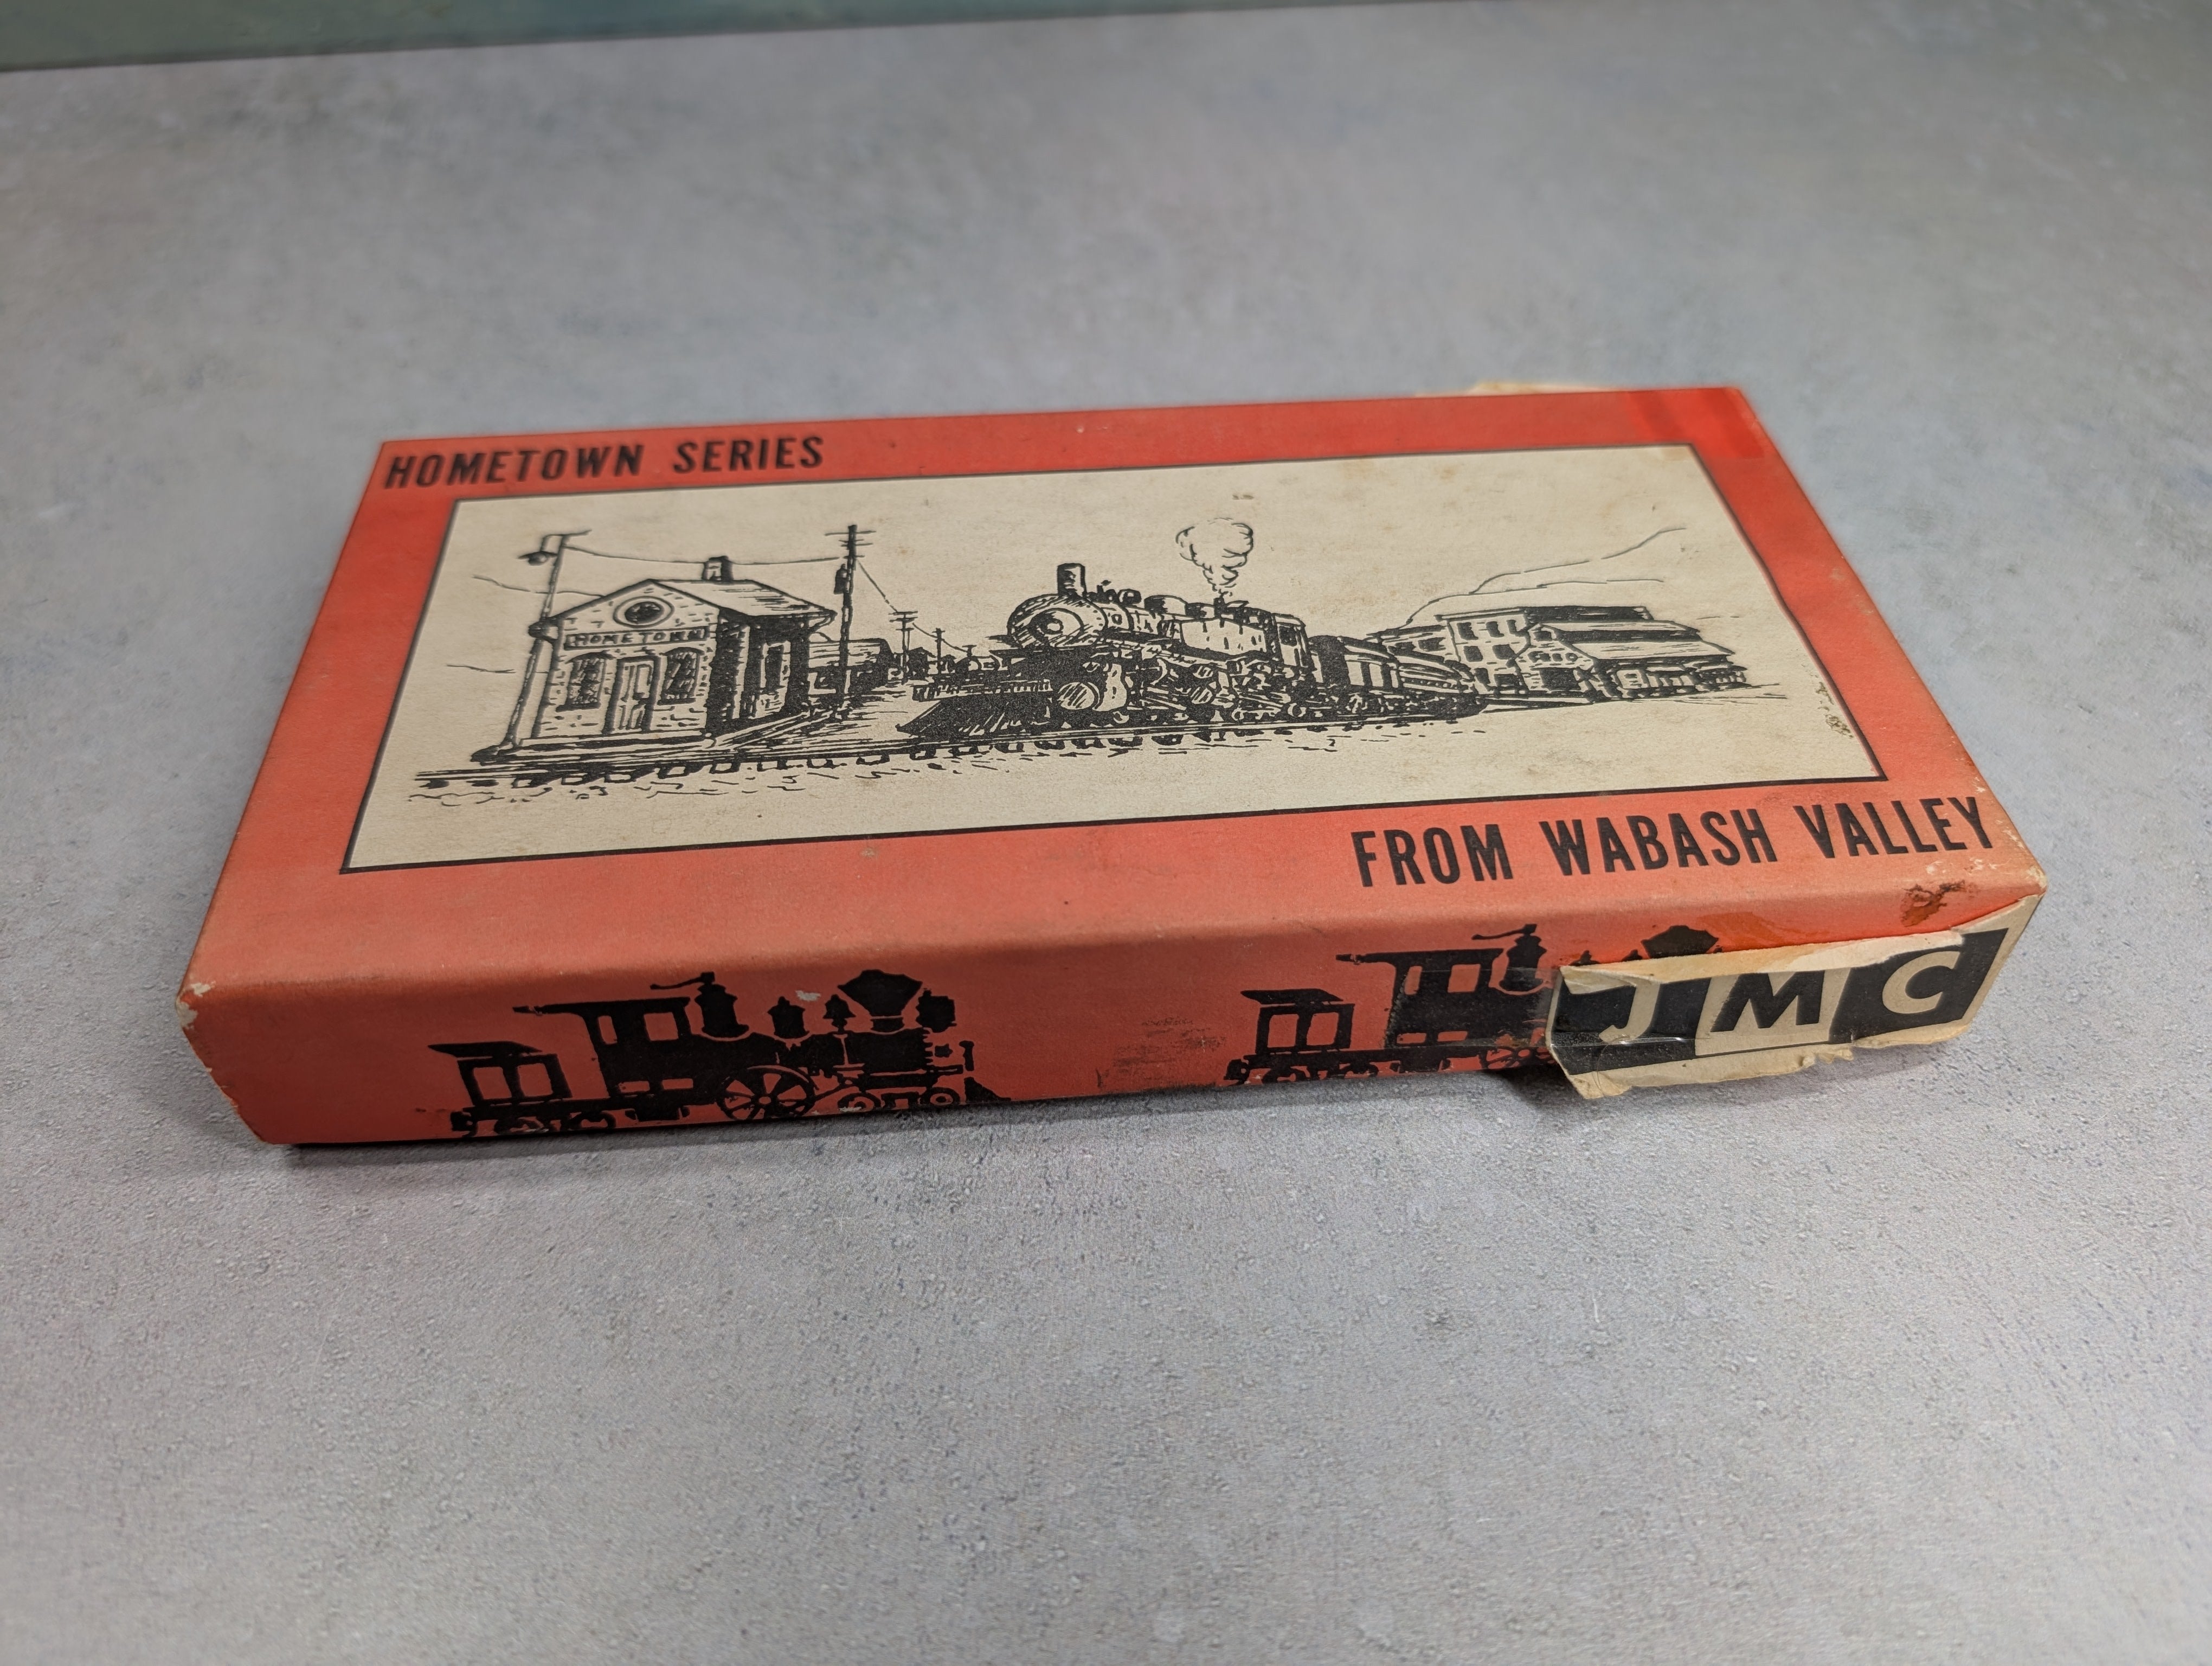 HOMETOWN SERIES
HOMETOWN
FROM WABASH VALLEY
JMC